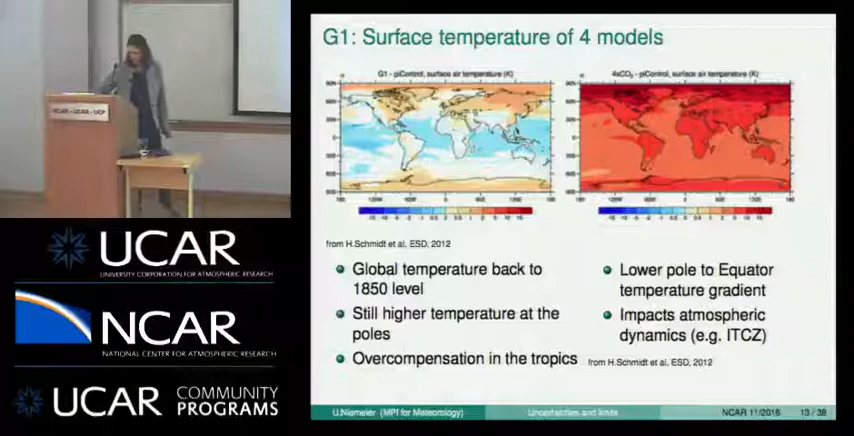 G1: Surface temperature of 4 models
G1 - piControl, surface air temperature (K)
4xCO₂ - piControl, surface air temperature (K)
from H.Schmidt et al, ESD, 2012
Global temperature back to
1850 level
Still higher temperature at the
poles
Overcompensation in the tropics
Lower pole to Equator
temperature gradient
Impacts atmospheric
dynamics (e.g. ITCZ)
from H.Schmidt et al, ESD, 2012
U.Niemeier (MPI for Meteorology)
Uncertainties and limits
NCAR 11/2016
13 / 38
NCAR - UCAR - UCP
UCAR
UNIVERSITY CORPORATION FOR ATMOSPHERIC RESEARCH
NCAR
NATIONAL CENTER FOR ATMOSPHERIC RESEARCH
UCAR
COMMUNITY
PROGRAMS